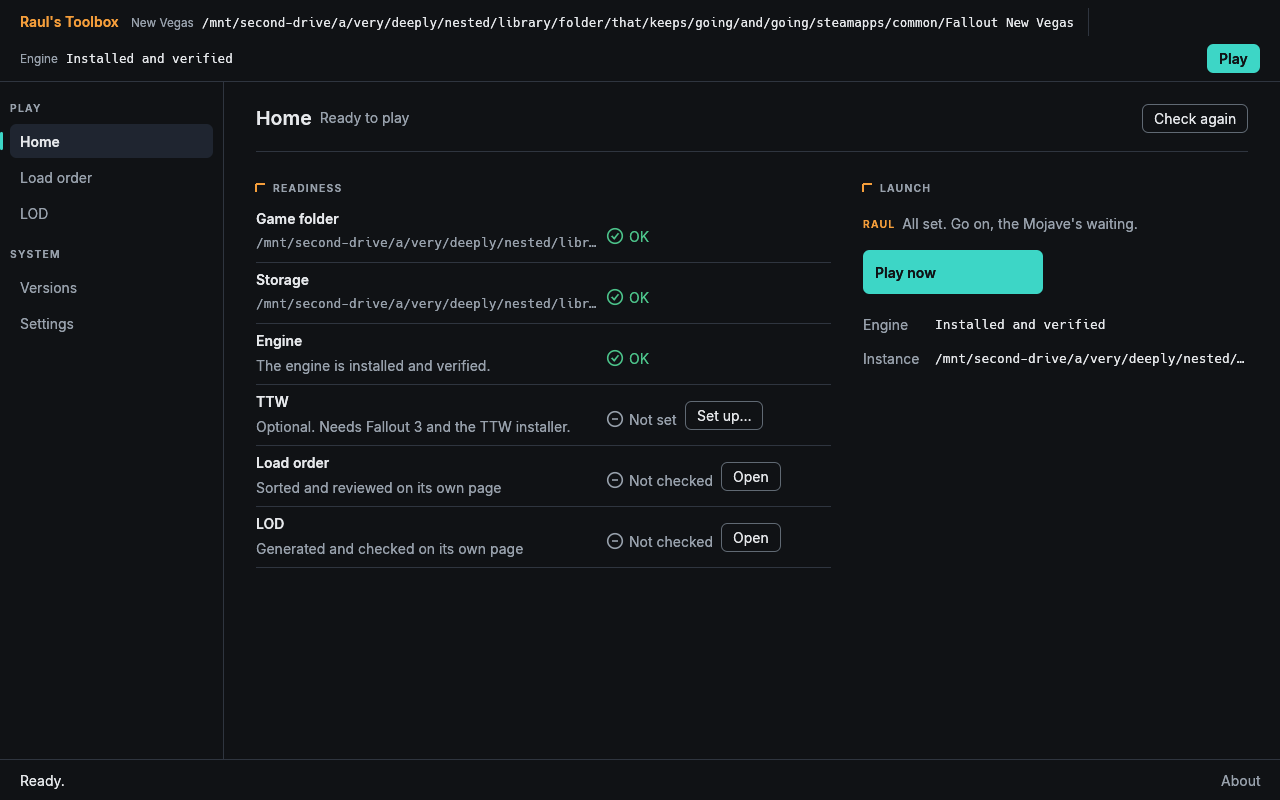 Raul's Toolbox New Vegas /mnt/second-drive/a/very/deeply/nested/library/folder/that/keeps/going/and/going/steamapps/common/Fallout New Vegas
Engine Installed and verified Play
PLAY
Home
Load order
LOD
SYSTEM
Versions
Settings
Home Ready to play Check again
READINESS
Game folder
/mnt/second-drive/a/very/deeply/nested/libr… OK
Storage
/mnt/second-drive/a/very/deeply/nested/libr… OK
Engine
The engine is installed and verified. OK
TTW
Optional. Needs Fallout 3 and the TTW installer. Not set Set up...
Load order
Sorted and reviewed on its own page Not checked Open
LOD
Generated and checked on its own page Not checked Open
LAUNCH
RAUL All set. Go on, the Mojave's waiting.
Play now
Engine Installed and verified
Instance /mnt/second-drive/a/very/deeply/nested/…
Ready. About